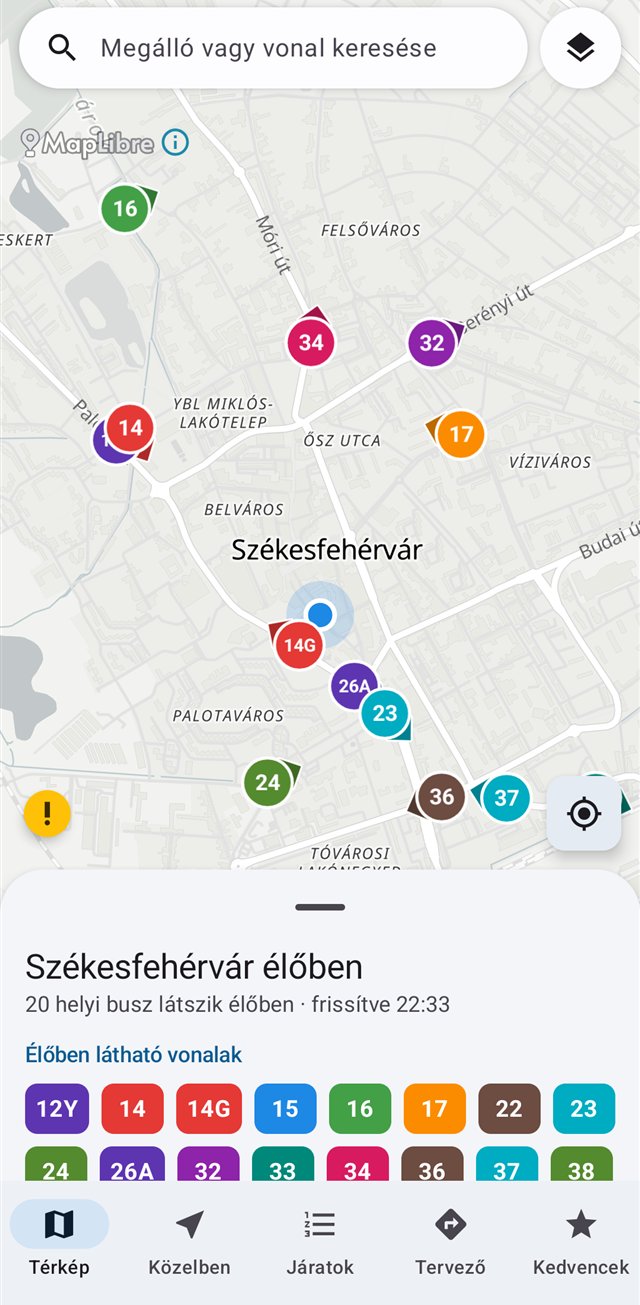 Megálló vagy vonal keresése
MapLibre
16
ESKERT
Móri út
FELSŐVÁROS
34
32
erényi út
14
YBL MIKLÓS-
LAKÓTELEP
ŐSZ UTCA
17
VÍZIVÁROS
BELVÁROS
Székesfehérvár
Budai ú
14G
26A
23
PALOTAVÁROS
24
36
37
!
TÓVÁROSI
LAKÓNEGYED
Székesfehérvár élőben
20 helyi busz látszik élőben · frissítve 22:33
Élőben látható vonalak
12Y 14 14G 15 16 17 22 23
24 26A 32 33 34 36 37 38
Térkép Közelben Járatok Tervező Kedvencek